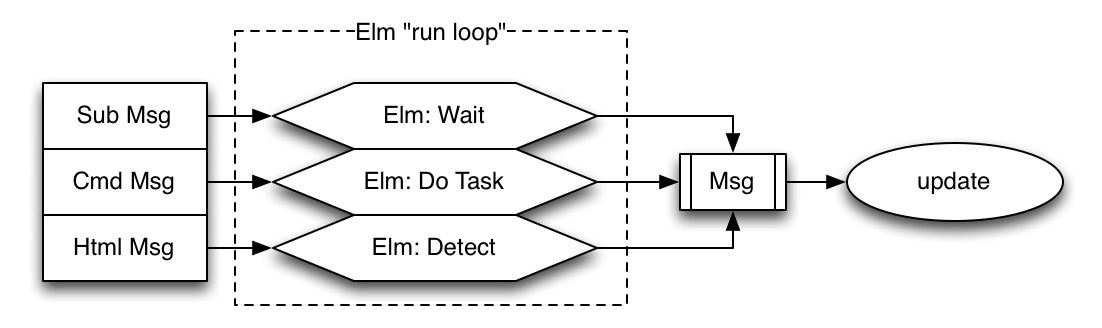 Elm "run loop"
Sub Msg
Elm: Wait
Cmd Msg
Elm: Do Task
Msg
update
Html Msg
Elm: Detect